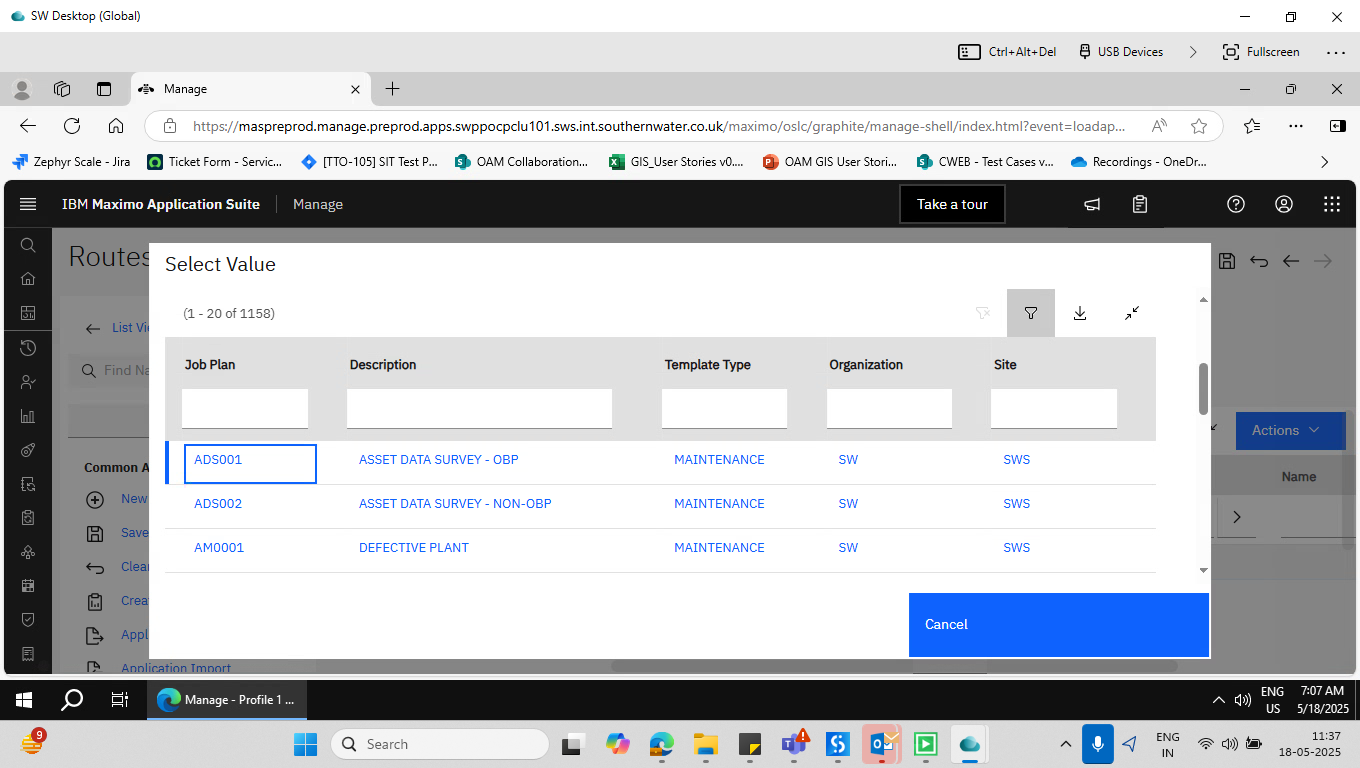 SW Desktop (Global)
Ctrl+Alt+Del USB Devices Fullscreen
Manage
https://maspreprod.manage.preprod.apps.swppocpclu101.sws.int.southernwater.co.uk/maximo/oslc/graphite/manage-shell/index.html?event=loadap...
Zephyr Scale - Jira Ticket Form - Servic... [TTO-105] SIT Test P... OAM Collaboration... GIS_User Stories v0.... OAM GIS User Stori... CWEB - Test Cases v... Recordings - OneDr...
IBM Maximo Application Suite Manage Take a tour
Routes
Select Value
(1 - 20 of 1158)
List Vi
Find Na
Job Plan Description Template Type Organization Site
Actions
Common A
Name
ADS001 ASSET DATA SURVEY - OBP MAINTENANCE SW SWS
New
ADS002 ASSET DATA SURVEY - NON-OBP MAINTENANCE SW SWS
Save
AM0001 DEFECTIVE PLANT MAINTENANCE SW SWS
Clea
Crea
Cancel
Appl
Application Import
Manage - Profile 1 ...
ENG
US
7:07 AM
5/18/2025
9
Search
ENG
IN
11:37
18-05-2025